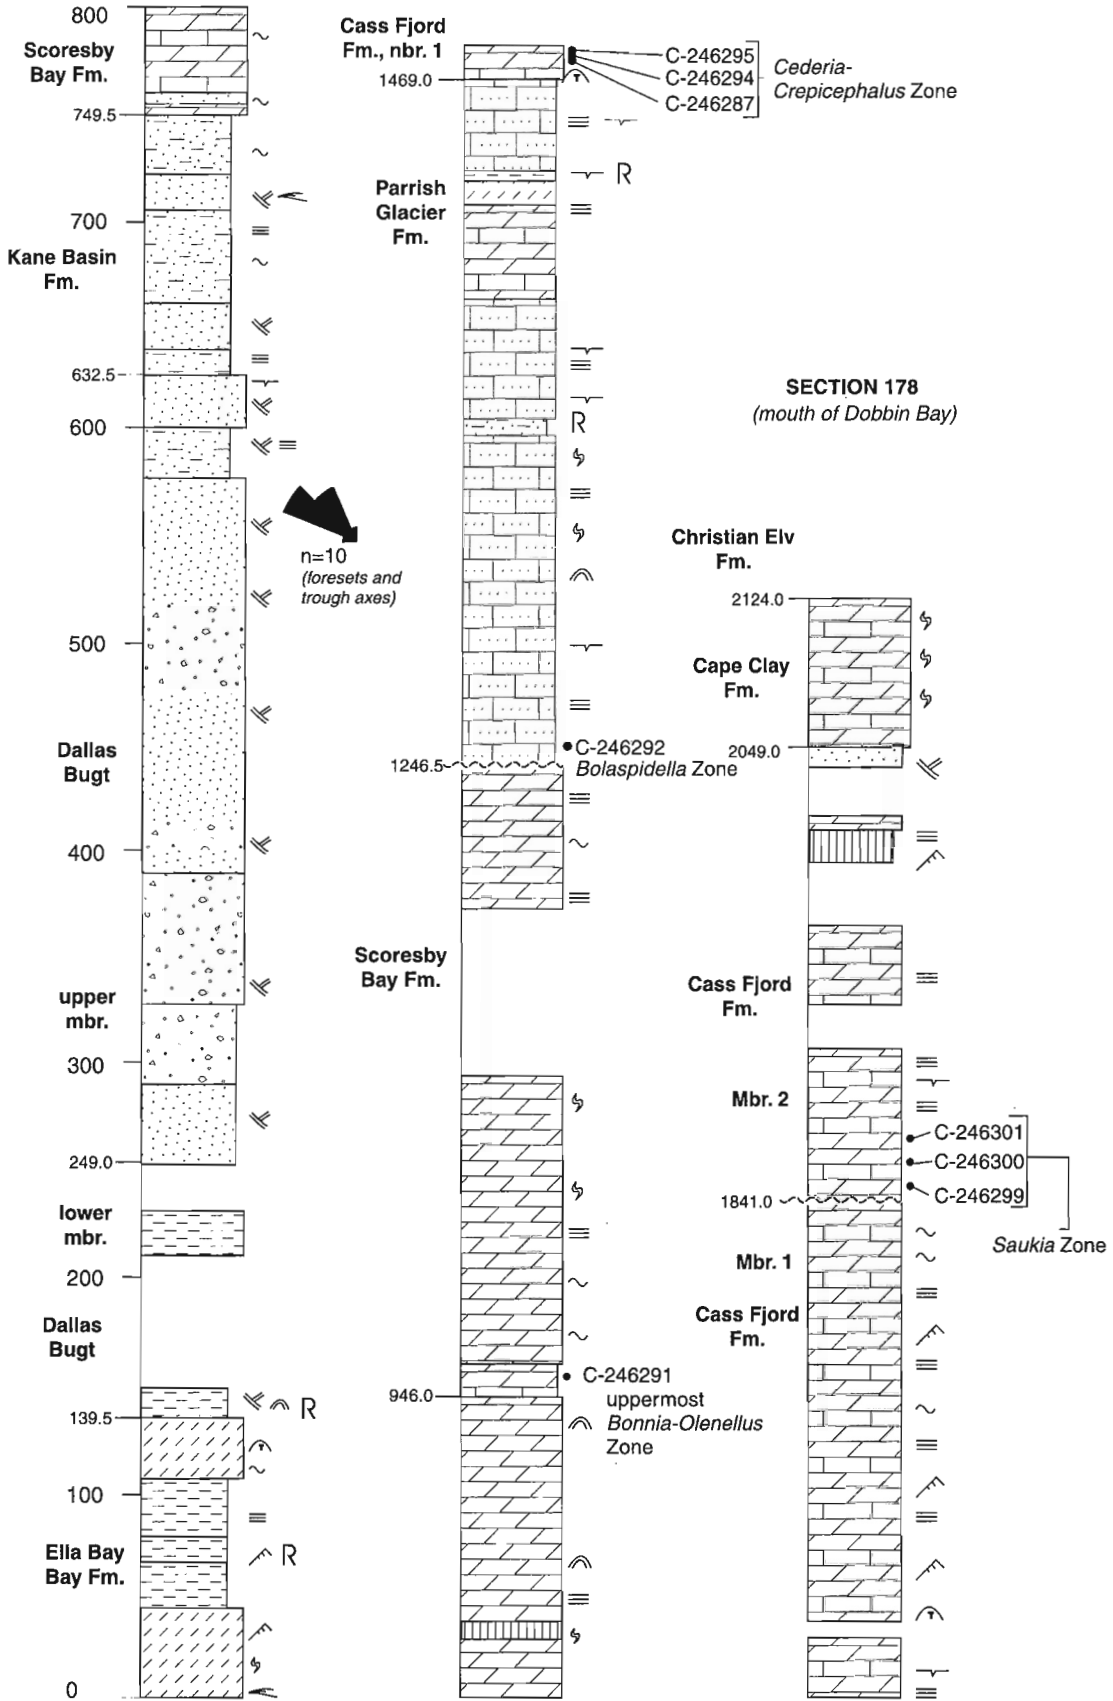 800
Scoresby
Bay Fm.
749.5
700
Kane Basin
Fm.
632.5
600
n=10
(foresets and
trough axes)
500
Dallas
Bugt
400
upper
mbr.
300
249.0
lower
mbr.
200
Dallas
Bugt
R
139.5
100
Ella Bay
Bay Fm.
R
0
Cass Fjord
Fm., nbr. 1
1469.0
C-246295
C-246294
C-246287
Cederia-
Crepicephalus Zone
R
Parrish
Glacier
Fm.
R
C-246292
1246.5
Bolaspidella Zone
Scoresby
Bay Fm.
C-246291
946.0
uppermost
Bonnia-Olenellus
Zone
SECTION 178
(mouth of Dobbin Bay)
Christian Elv
Fm.
2124.0
Cape Clay
Fm.
2049.0
Cass Fjord
Fm.
Mbr. 2
C-246301
C-246300
C-246299
1841.0
Saukia Zone
Mbr. 1
Cass Fjord
Fm.